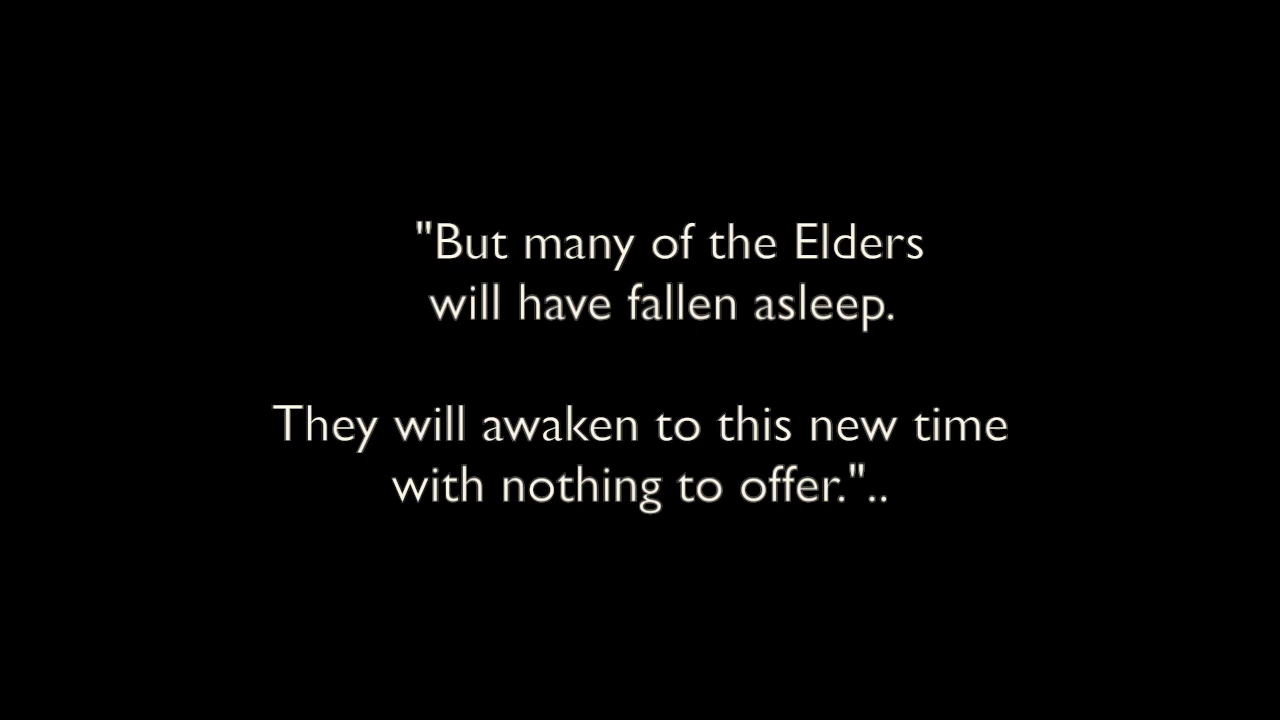 "But many of the Elders
will have fallen asleep.
They will awaken to this new time
with nothing to offer."..